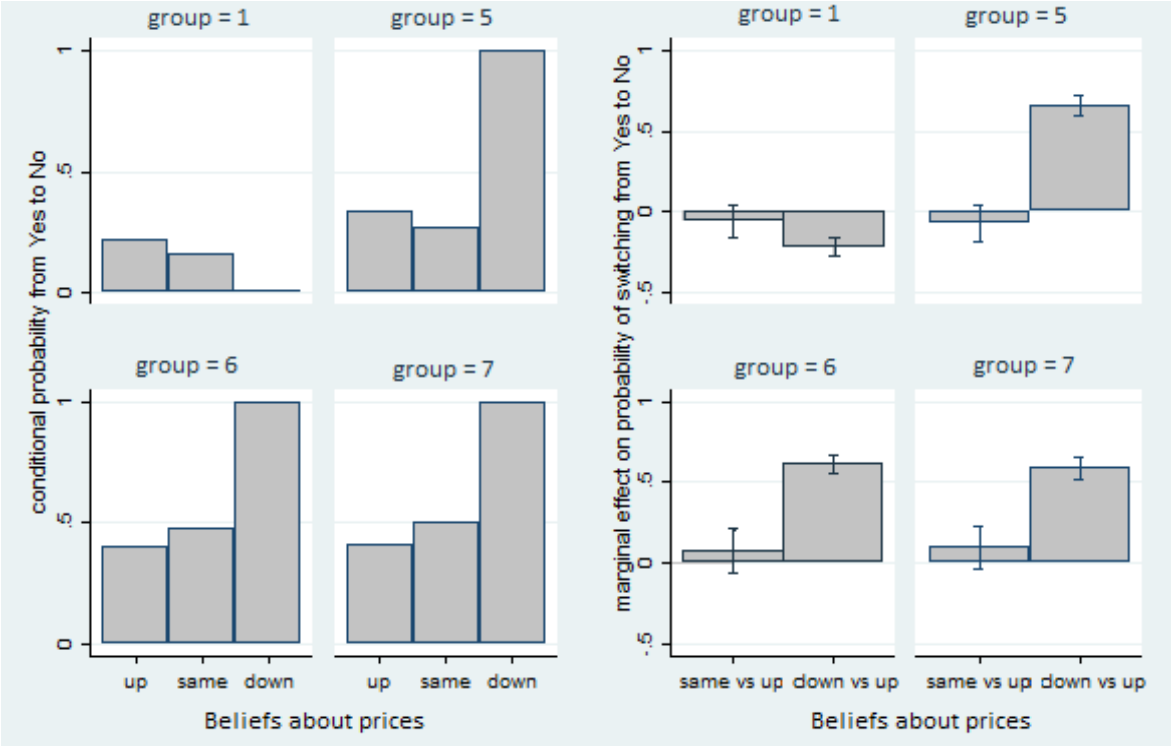 group = 1
group = 5
group = 1
group = 5
conditional probability from Yes to No
1
.5
0
marginal effect on probability of switching from Yes to No
1
.5
0
-.5
group = 6
group = 7
group = 6
group = 7
1
.5
0
1
.5
0
-.5
up same down
up same down
same vs up down vs up
same vs up down vs up
Beliefs about prices
Beliefs about prices